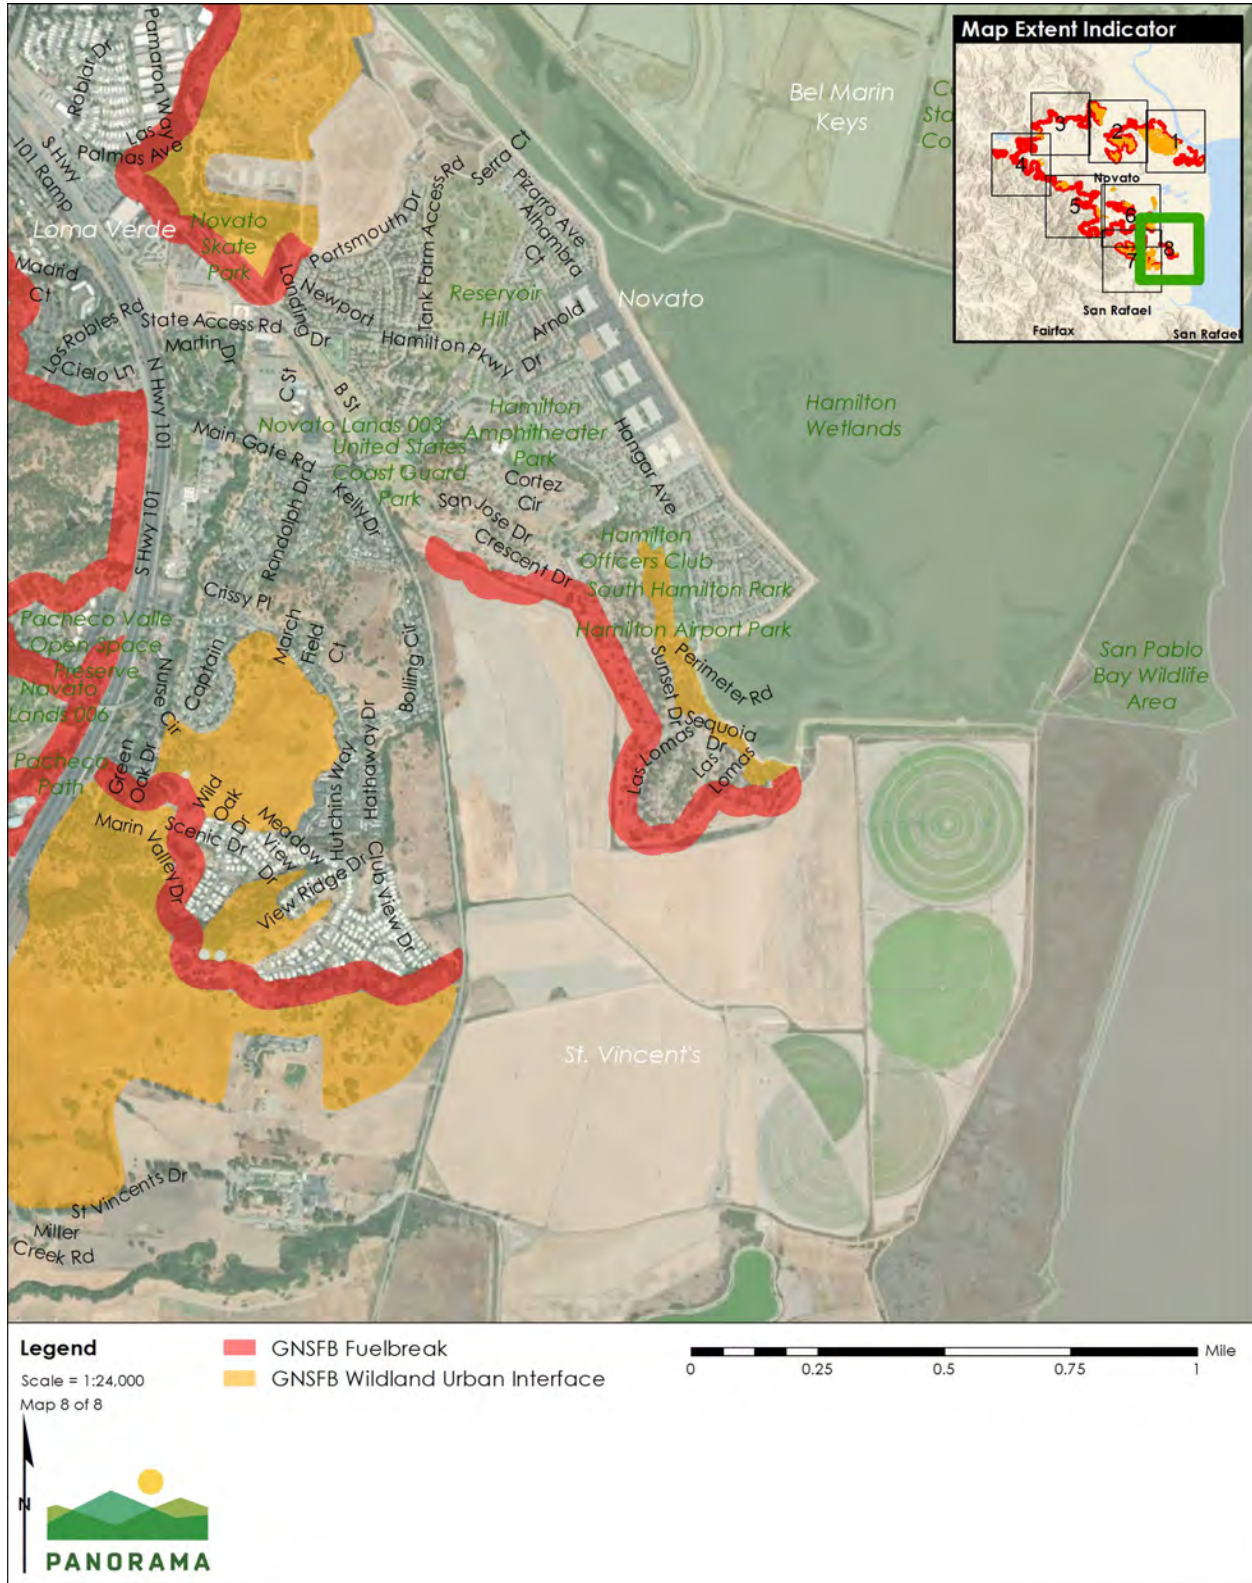 Map Extent Indicator
3
2
1
4
Novato
5
6
7
8
San Rafael
Fairfax
San Rafael
Roblar Dr
Pamaron Way
Las
Palmas Ave
S Hwy
101 Ramp
Loma Verde
Novato
Skate
Park
Bel Marin
Keys
Serra Ct
Pizarro Ave
Alhambra
Ct
Tank Farm Access Rd
Portsmouth Dr
Landing Dr
Newport
Reservoir
Hill
Novato
Arnold
Dr
Hamilton Pkwy
Madrid
Ct
Los Robles Rd
Cielo Ln
State Access Rd
Martin Dr
N Hwy 101
C St
B St
Novato Lands 003
United States
Coast Guard
Park
Hamilton
Amphitheater
Park
Hamilton
Wetlands
Main Gate Rd
Randolph Dr
Kelly Dr
Cortez
Cir
San Jose Dr
Crescent Dr
Hangar Ave
S Hwy 101
Hamilton
Officers Club
South Hamilton Park
Hamilton Airport Park
Crissy Pl
March
Field
Ct
Bolling Cir
Captain
Nurse Cir
Pacheco Valle
Open Space
Preserve
Novato
Lands 006
Pacheco
Path
San Pablo
Bay Wildlife
Area
Sunset Dr
Perimeter Rd
Sequoia
Dr
Las Lomas
Las
Lomas
Green
Oak Dr
Wild
Oak
Dr
Scenic Dr
Marin Valley Dr
Meadow
View
Dr
View Ridge Dr
Hutchins Way
Hathaway Dr
Club View Dr
St. Vincent's
St Vincents Dr
Miller
Creek Rd
Legend
Scale = 1:24,000
Map 8 of 8
GNSFB Fuelbreak
GNSFB Wildland Urban Interface
0
0.25
0.5
0.75
1
Mile
N
PANORAMA